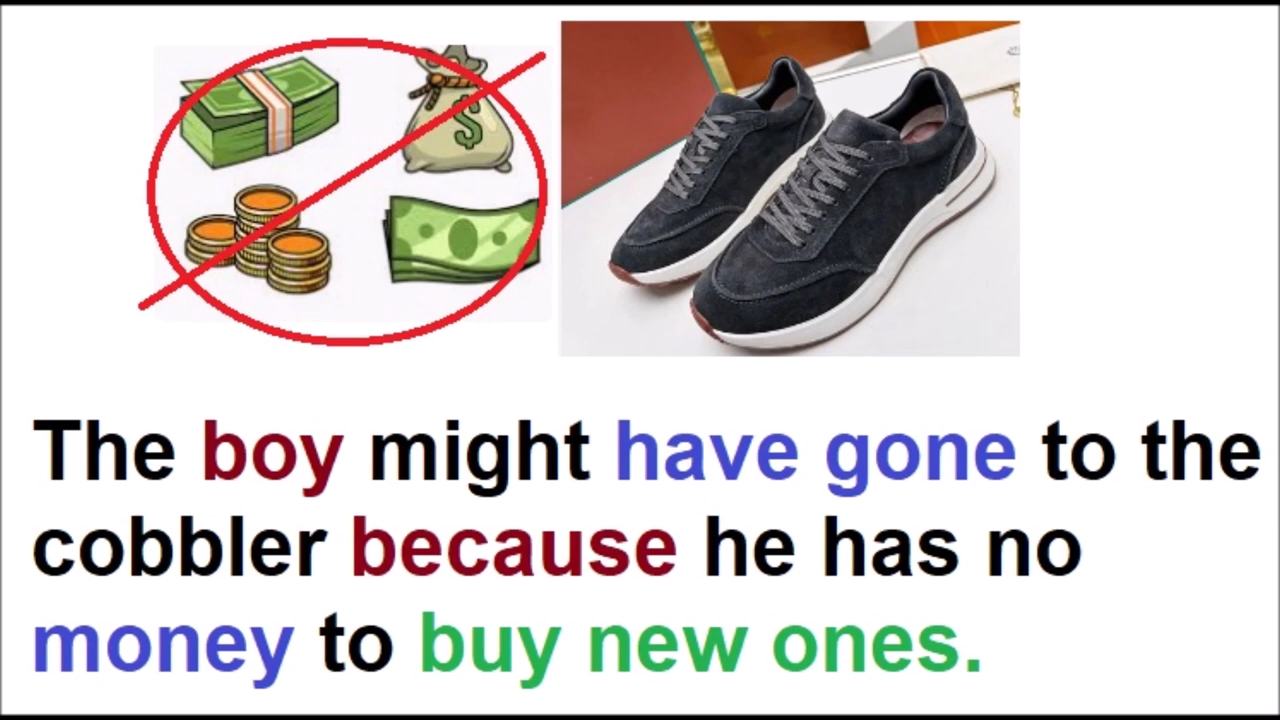 The boy might have gone to the
cobbler because he has no
money to buy new ones.